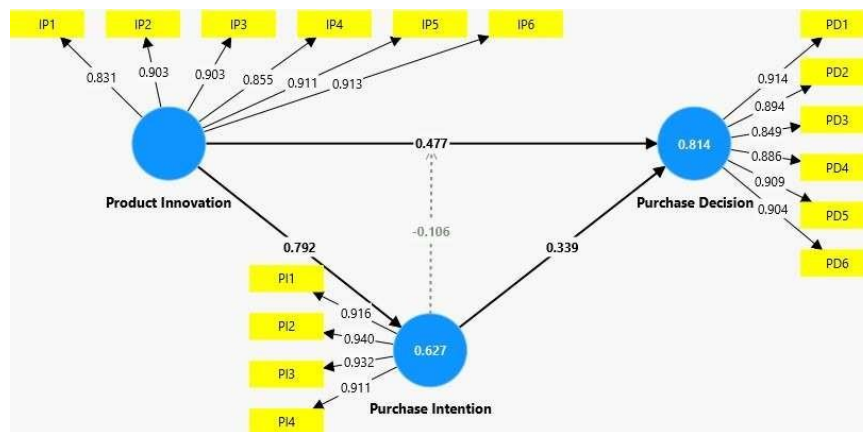 IP1 IP2 IP3 IP4 IP5 IP6 PD1
0.831 0.903 0.903 0.855 0.911 0.913
0.914 PD2
0.894
0.849 PD3
0.477 0.814
0.886 PD4
Product Innovation Purchase Decision 0.909
0.904 PD5
-0.106
0.792 0.339
PD6
PI1
0.916
PI2
0.940
0.627
0.932
PI3
0.911
Purchase Intention
PI4